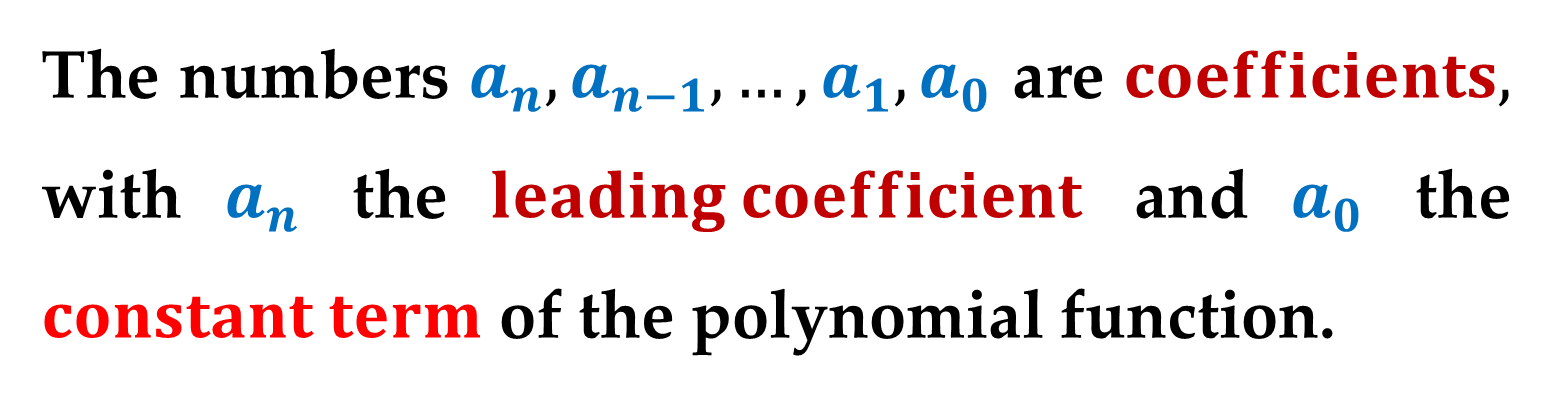 The numbers aₙ, aₙ₋₁, … , a₁, a₀ are coefficients,
with aₙ the leading coefficient and a₀ the
constant term of the polynomial function.